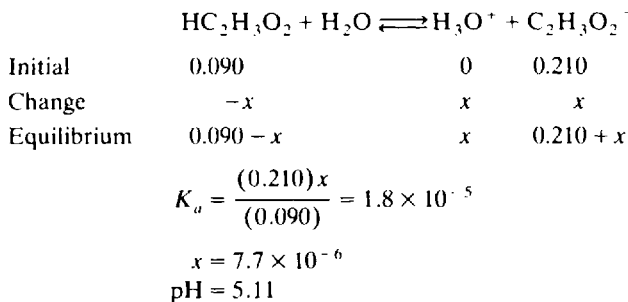 HC₂H₃O₂ + H₂O ⇌ H₃O⁺ + C₂H₃O₂⁻
Initial 0.090 0 0.210
Change −x x x
Equilibrium 0.090 − x x 0.210 + x
Kₐ = (0.210)x / (0.090) = 1.8 × 10⁻⁵
x = 7.7 × 10⁻⁶
pH = 5.11